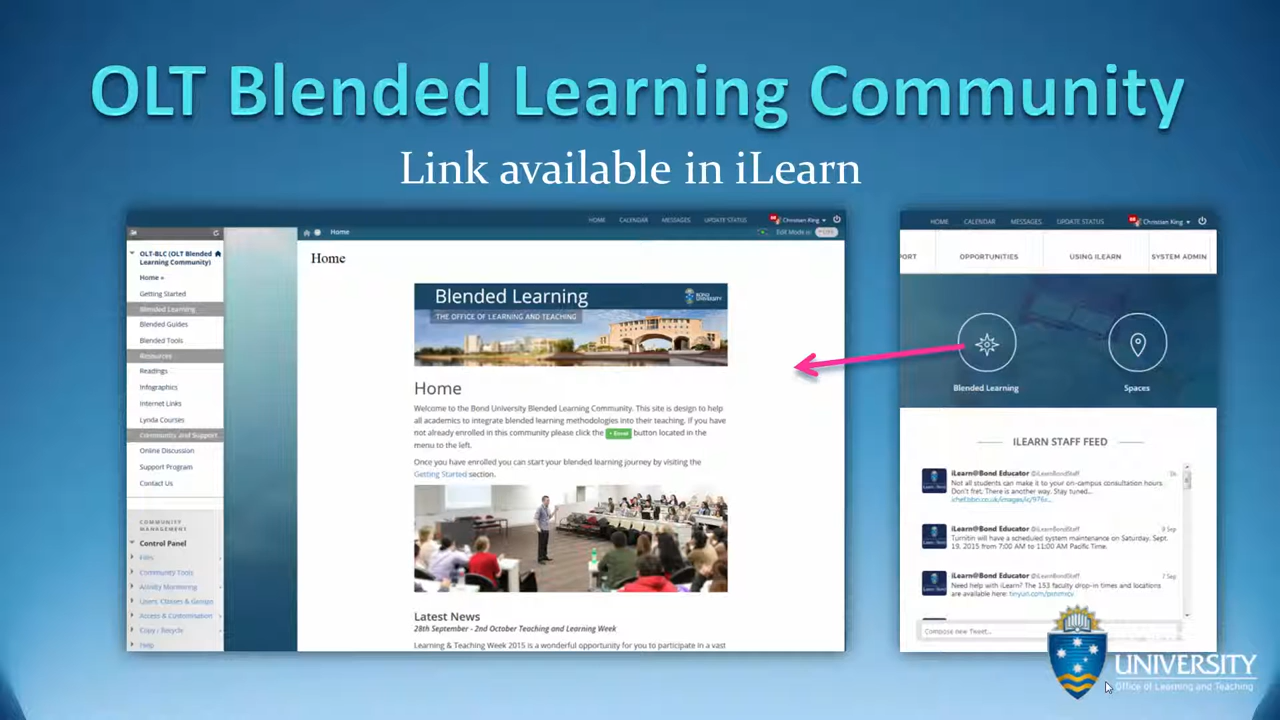 OLT Blended Learning Community
Link available in iLearn
HOME CALENDAR MESSAGES UPDATE STATUS Christian King
Home Edit Mode is:
OLT-BLC (OLT Blended
Learning Community)
Home
Getting Started
Blended Learning
Blended Guides
Blended Tools
Resources
Readings
Infographics
Internet Links
Lynda Courses
Community and Support
Online Discussion
Support Program
Contact Us
COMMUNITY
MANAGEMENT
Control Panel
Files
Community Tools
Activity Monitoring
Users, Classes & Groups
Access & Customisation
Copy / Recycle
Help
Home
Blended Learning
BOND
UNIVERSITY
THE OFFICE OF LEARNING AND TEACHING
Home
Welcome to the Bond University Blended Learning Community. This site is design to help
all academics to integrate blended learning methodologies into their teaching. If you have
not already enrolled in this community please click the + Enrol button located in the
menu to the left.
Once you have enrolled you can start your blended learning journey by visiting the
Getting Started section.
Latest News
28th September - 2nd October Teaching and Learning Week
Learning & Teaching Week 2015 is a wonderful opportunity for you to participate in a vast
HOME CALENDAR MESSAGES UPDATE STATUS Christian King
PORT OPPORTUNITIES USING ILEARN SYSTEM ADMIN
Blended Learning Spaces
ILEARN STAFF FEED
iLearn@Bond Educator @iLearnBondStaff
Not all students can make it to your on-campus consultation hours.
Don't fret. There is another way. Stay tuned...
iLearn@Bond Educator @iLearnBondStaff 9 Sep
Turnitin will have a scheduled system maintenance on Saturday, Sept.
19, 2015 from 7:00 AM to 11:00 AM Pacific Time.
iLearn@Bond Educator @iLearnBondStaff 7 Sep
Need help with iLearn? The 153 faculty drop-in times and locations
are available here:
Compose new Tweet...
UNIVERSITY
Office of Learning and Teaching